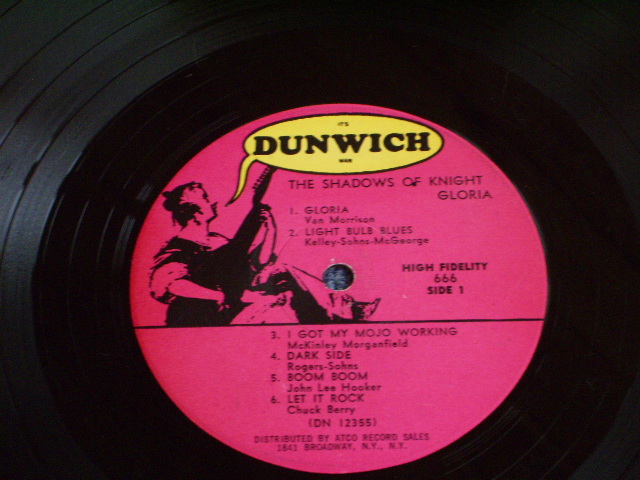 IT'S
DUNWICH
MAN
THE SHADOWS OF KNIGHT
GLORIA
1. GLORIA
Van Morrison
2. LIGHT BULB BLUES
Kelley-Sohns-McGeorge
HIGH FIDELITY
666
SIDE 1
3. I GOT MY MOJO WORKING
McKinley Morganfield
4. DARK SIDE
Rogers-Sohns
5. BOOM BOOM
John Lee Hooker
6. LET IT ROCK
Chuck Berry
(DN 12355)
DISTRIBUTED BY ATCO RECORD SALES
1841 BROADWAY, N.Y., N.Y.